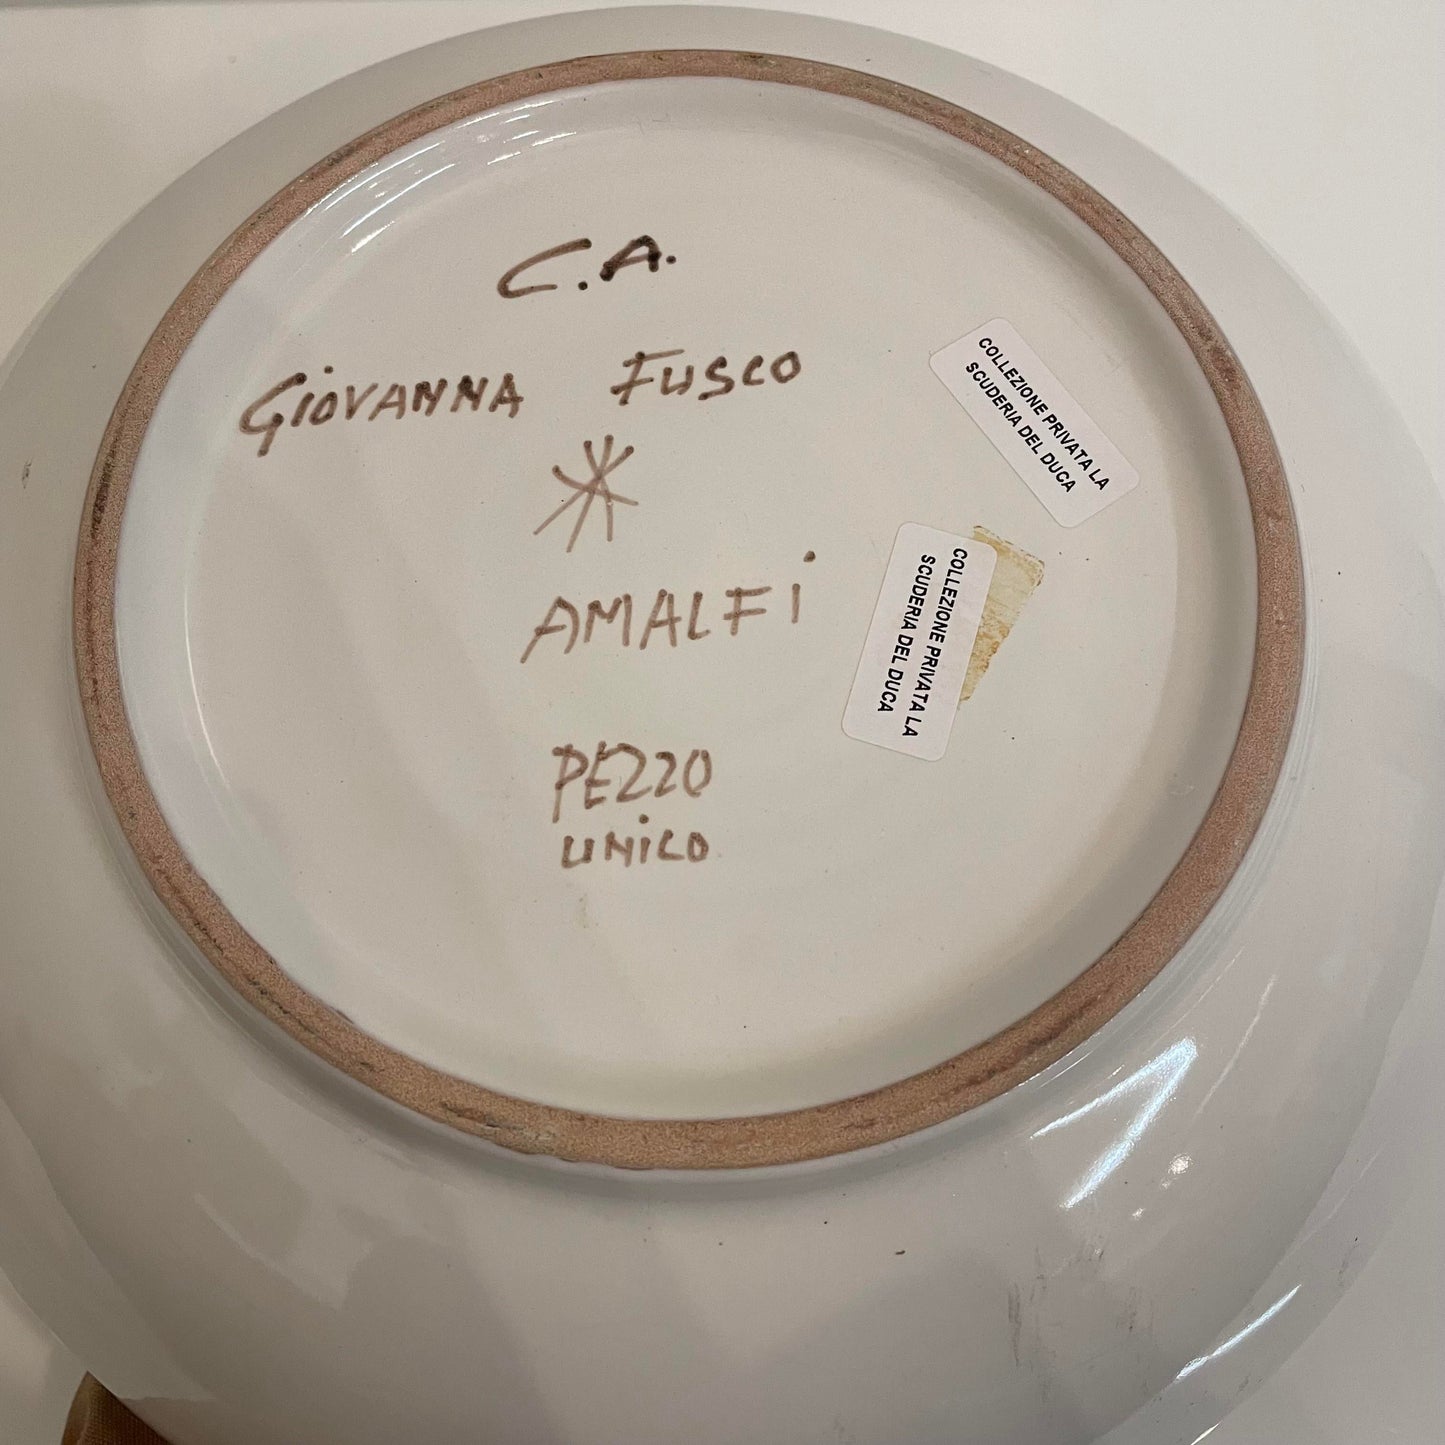 C.A.
GIOVANNA FUSCO
AMALFI
PEZZO
UNICO
COLLEZIONE PRIVATA LA
SCUDERIA DEL DUCA
COLLEZIONE PRIVATA LA
SCUDERIA DEL DUCA